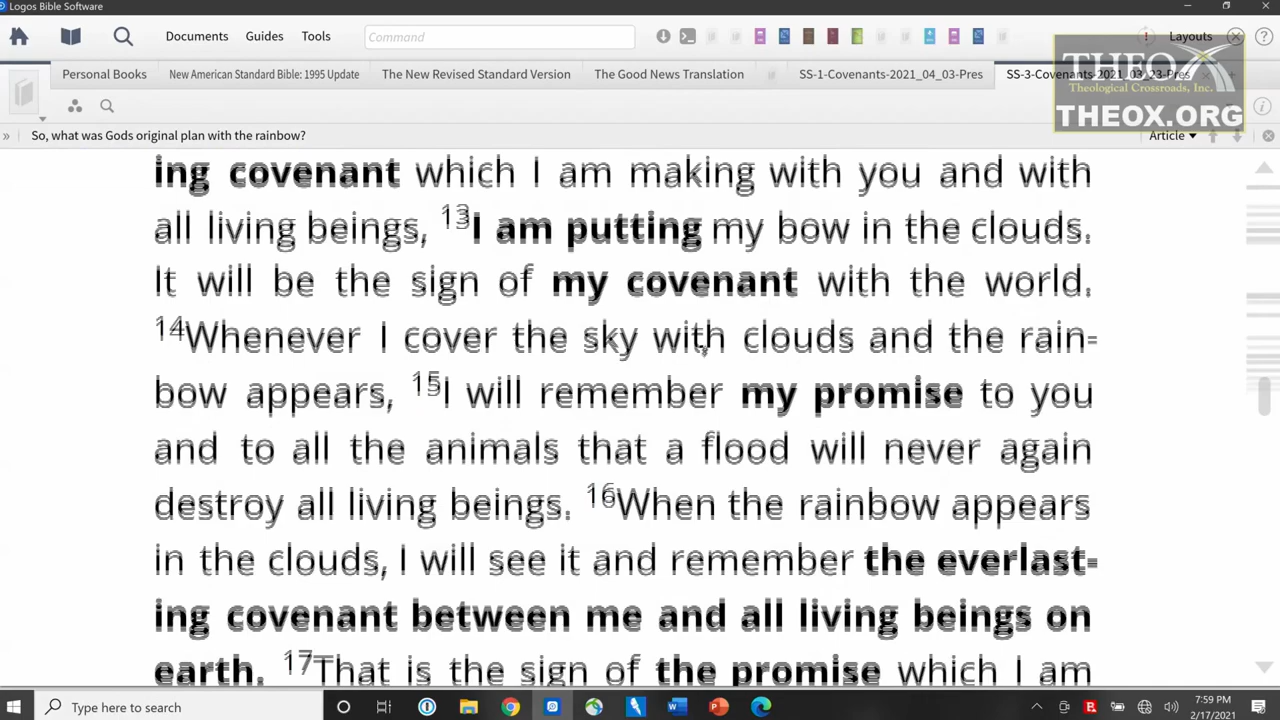 Logos Bible Software
Documents Guides Tools Command Layouts
Personal Books New American Standard Bible: 1995 Update The New Revised Standard Version The Good News Translation SS-1-Covenants-2021_04_03-Pres SS-3-Covenants-2021_03_23-Pres
THEOX
Theological Crossroads, Inc.
THEOX.ORG
So, what was Gods original plan with the rainbow? Article
ing covenant which I am making with you and with
all living beings, 13I am putting my bow in the clouds.
It will be the sign of my covenant with the world.
14Whenever I cover the sky with clouds and the rain-
bow appears, 15I will remember my promise to you
and to all the animals that a flood will never again
destroy all living beings. 16When the rainbow appears
in the clouds, I will see it and remember the everlast-
ing covenant between me and all living beings on
earth. 17That is the sign of the promise which I am
Type here to search
7:59 PM
2/17/2021